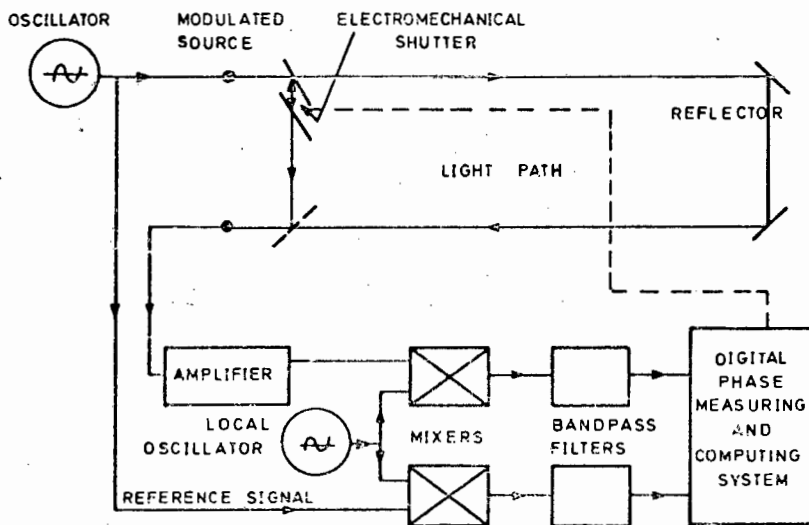 OSCILLATOR
MODULATED
SOURCE
ELECTROMECHANICAL
SHUTTER
REFLECTOR
LIGHT PATH
AMPLIFIER
LOCAL
OSCILLATOR
MIXERS
BANDPASS
FILTERS
DIGITAL
PHASE
MEASURING
AND
COMPUTING
SYSTEM
REFERENCE SIGNAL